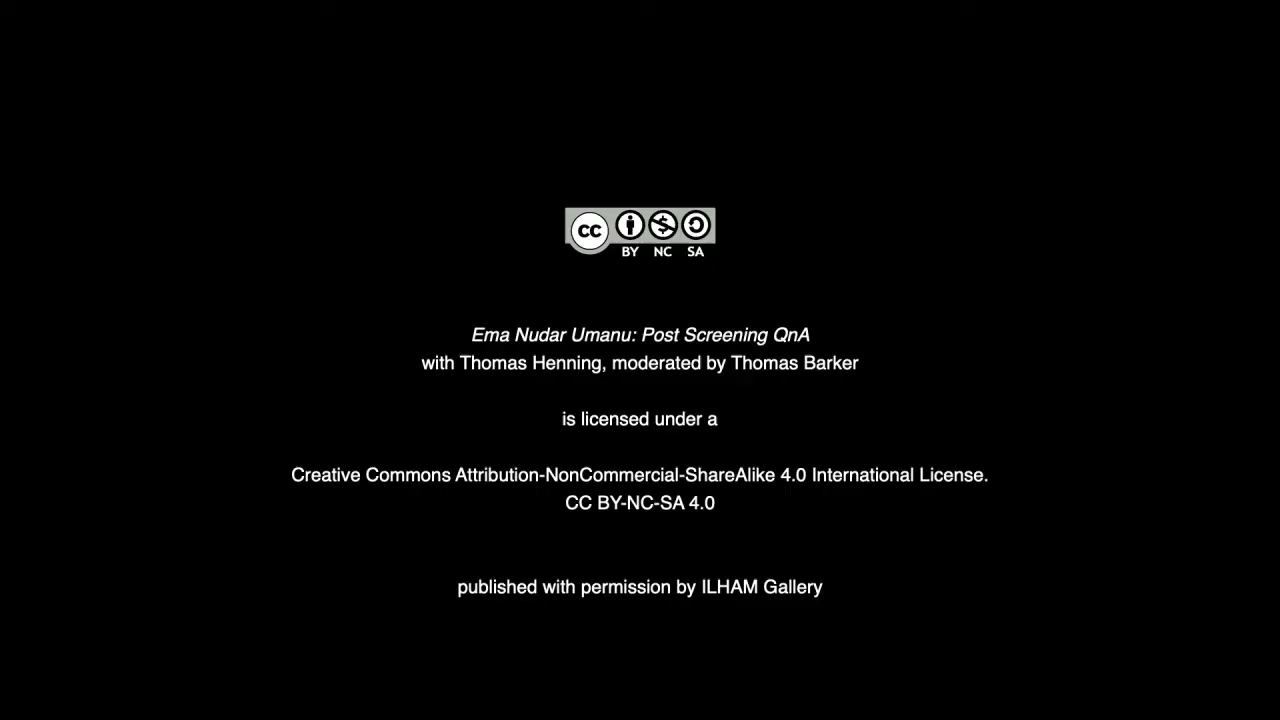 cc
BY NC SA
Ema Nudar Umanu: Post Screening QnA
with Thomas Henning, moderated by Thomas Barker
is licensed under a
Creative Commons Attribution-NonCommercial-ShareAlike 4.0 International License.
CC BY-NC-SA 4.0
published with permission by ILHAM Gallery